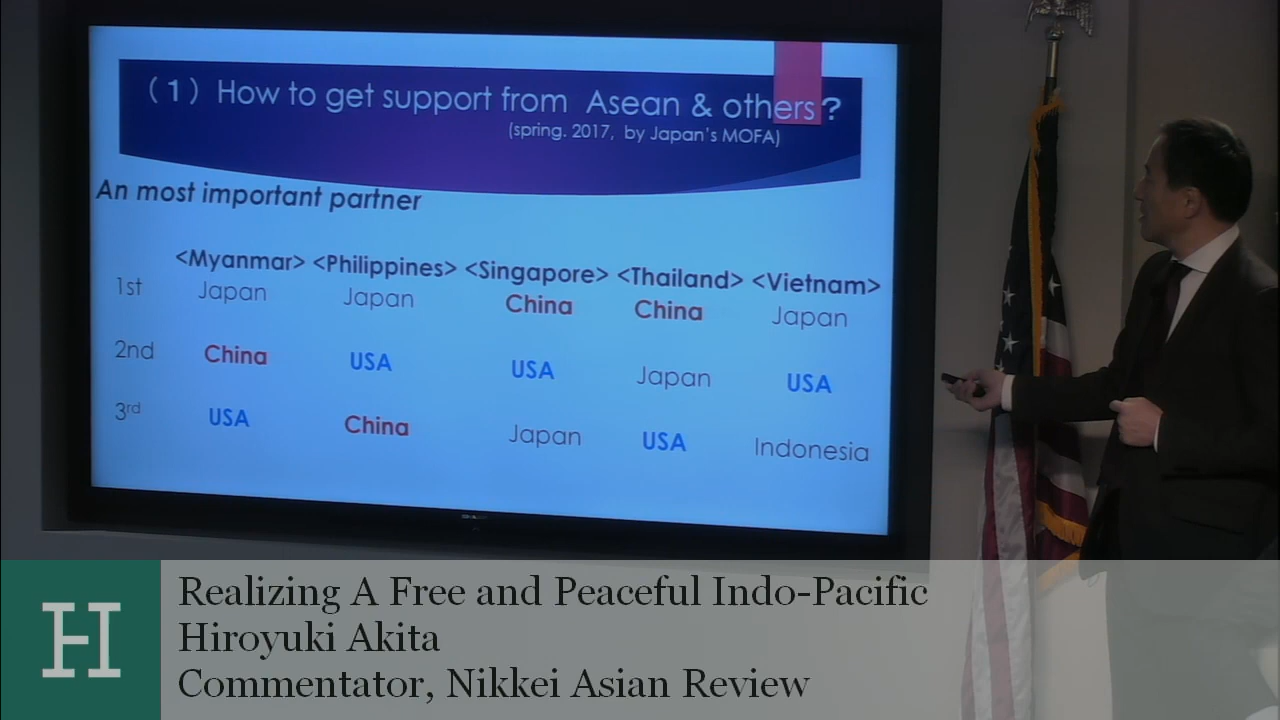 (1) How to get support from Asean & others?
(spring. 2017, by Japan's MOFA)
An most important partner
<Myanmar> <Philippines> <Singapore> <Thailand> <Vietnam>
1st Japan Japan China China Japan
2nd China USA USA Japan USA
3rd USA China Japan USA Indonesia
H
Realizing A Free and Peaceful Indo-Pacific
Hiroyuki Akita
Commentator, Nikkei Asian Review